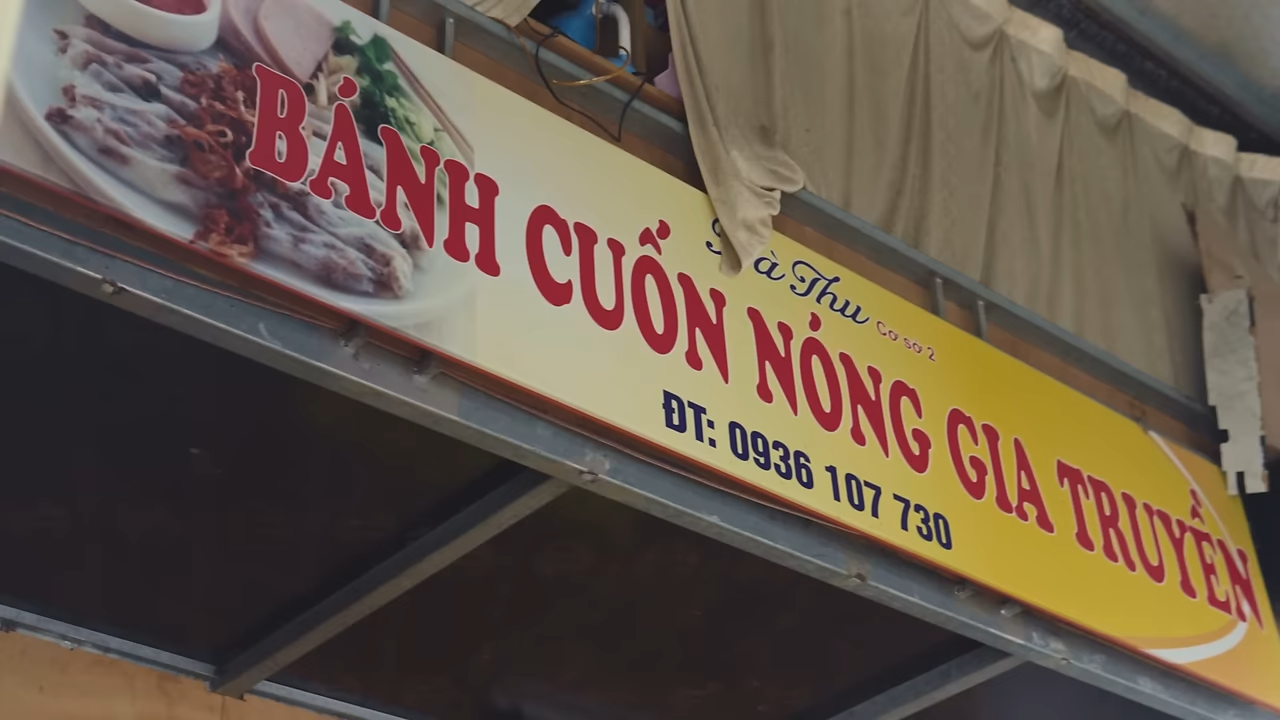 Thu Cơ sở 2
BÁNH CUỐN NÓNG GIA TRUYỀN
ĐT: 0936 107 730